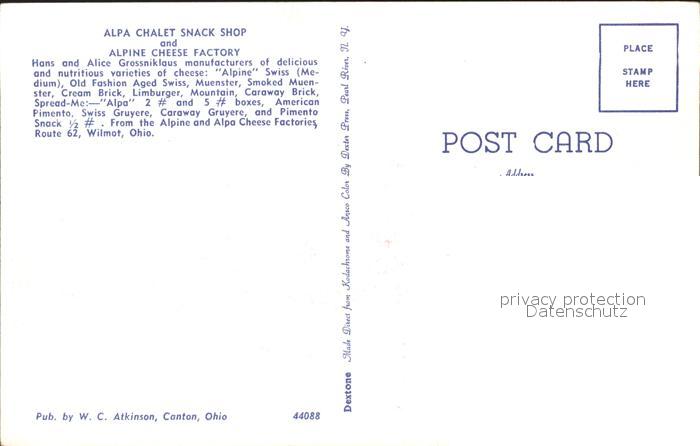 ALPA CHALET SNACK SHOP
and
ALPINE CHEESE FACTORY
Hans and Alice Grossniklaus manufacturers of delicious
and nutritious varieties of cheese: "Alpine" Swiss (Me-
dium), Old Fashion Aged Swiss, Muenster, Smoked Muen-
ster, Cream Brick, Limburger, Mountain, Caraway Brick,
Spread-Me:—"Alpa" 2 # and 5 # boxes, American
Pimento, Swiss Gruyere, Caraway Gruyere, and Pimento
Snack ½ # . From the Alpine and Alpa Cheese Factories,
Route 62, Wilmot, Ohio.
Pub. by W. C. Atkinson, Canton, Ohio 44088
Dextone Made Direct from Kodachrome and Ansco Color By Dexter Press, Pearl River, N. Y.
PLACE
STAMP
HERE
POST CARD
Address
privacy protection
Datenschutz